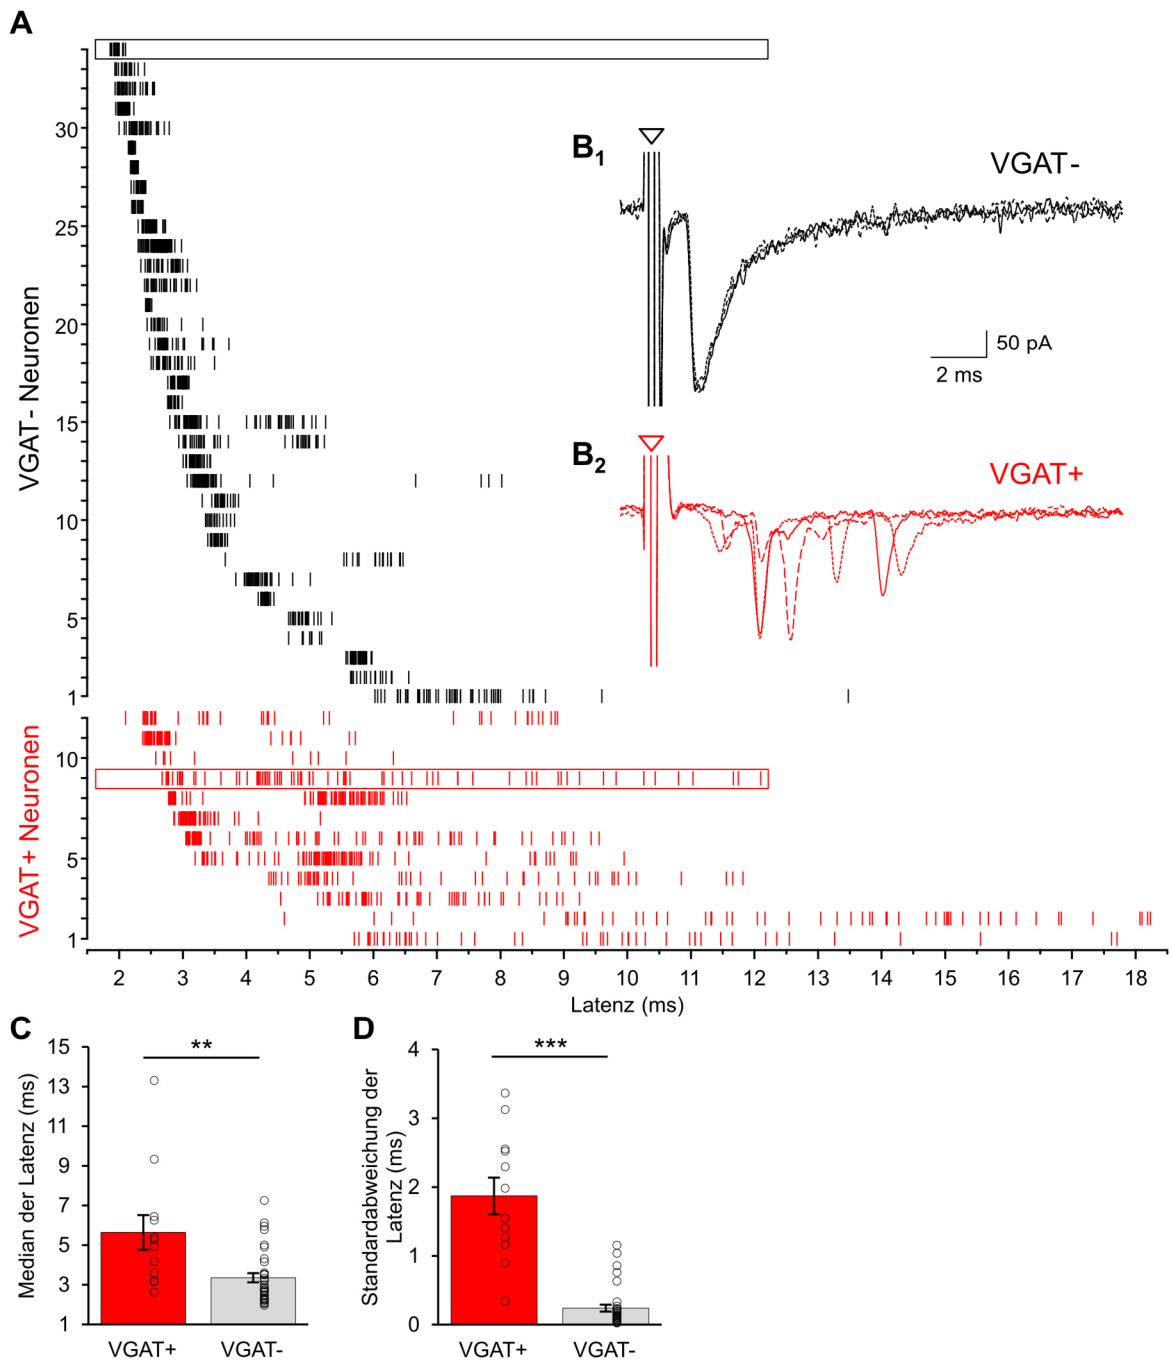 A
VGAT- Neuronen
30
25
20
15
10
5
1
B1
VGAT-
50 pA
2 ms
B2
VGAT+
VGAT+ Neuronen
10
5
1
2 3 4 5 6 7 8 9 10 11 12 13 14 15 16 17 18
Latenz (ms)
C
Median der Latenz (ms)
15
13
11
9
7
5
3
1
**
VGAT+ VGAT-
D
Standardabweichung der
Latenz (ms)
4
3
2
1
0
***
VGAT+ VGAT-